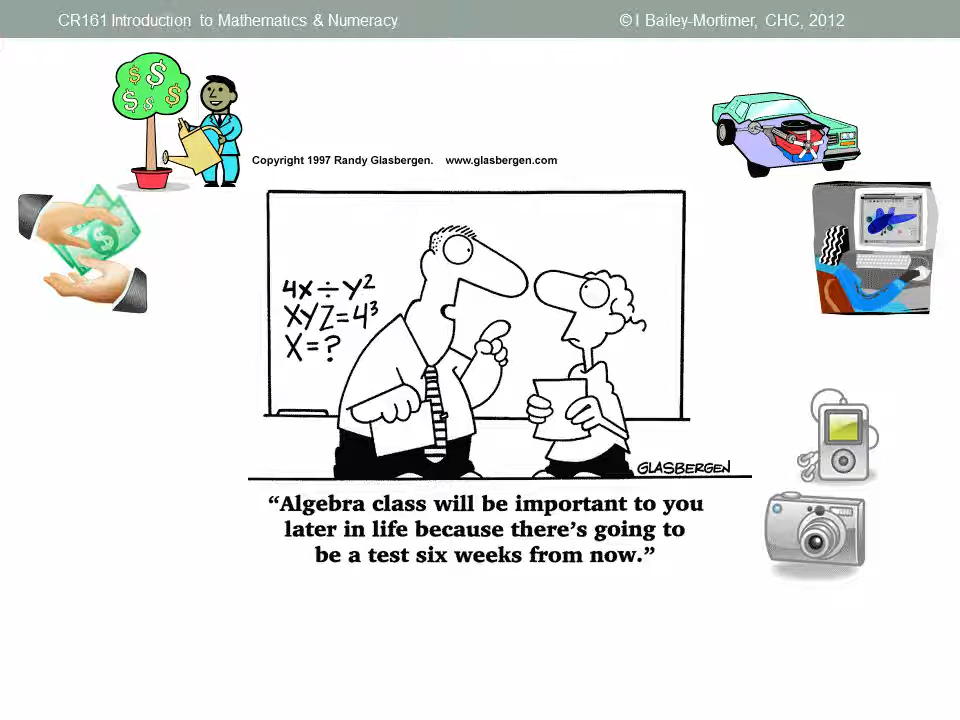 CR161 Introduction to Mathematics & Numeracy © I Bailey-Mortimer, CHC, 2012
$ $ $ $ $
Copyright 1997 Randy Glasbergen. www.glasbergen.com
$
4X÷Y²
XYZ=4³
X=?
GLASBERGEN
“Algebra class will be important to you
later in life because there’s going to
be a test six weeks from now.”